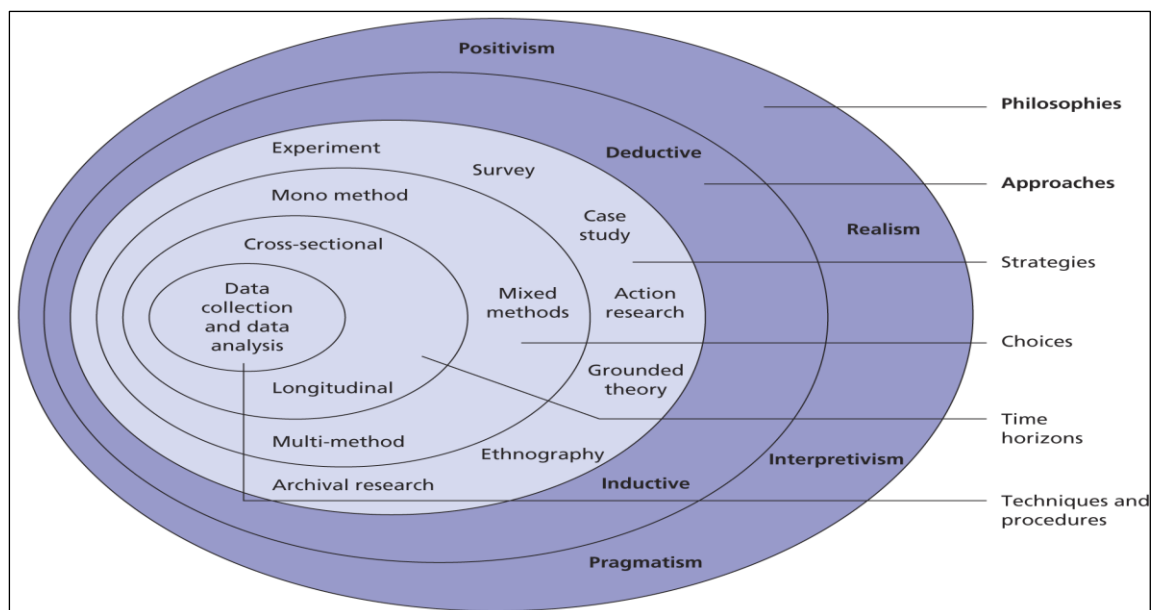 Positivism
Philosophies
Experiment
Deductive
Survey
Approaches
Mono method
Case
study
Realism
Cross-sectional
Strategies
Data
collection
and data
analysis
Mixed
methods
Action
research
Choices
Grounded
theory
Longitudinal
Time
horizons
Multi-method
Ethnography
Interpretivism
Archival research
Inductive
Techniques and
procedures
Pragmatism